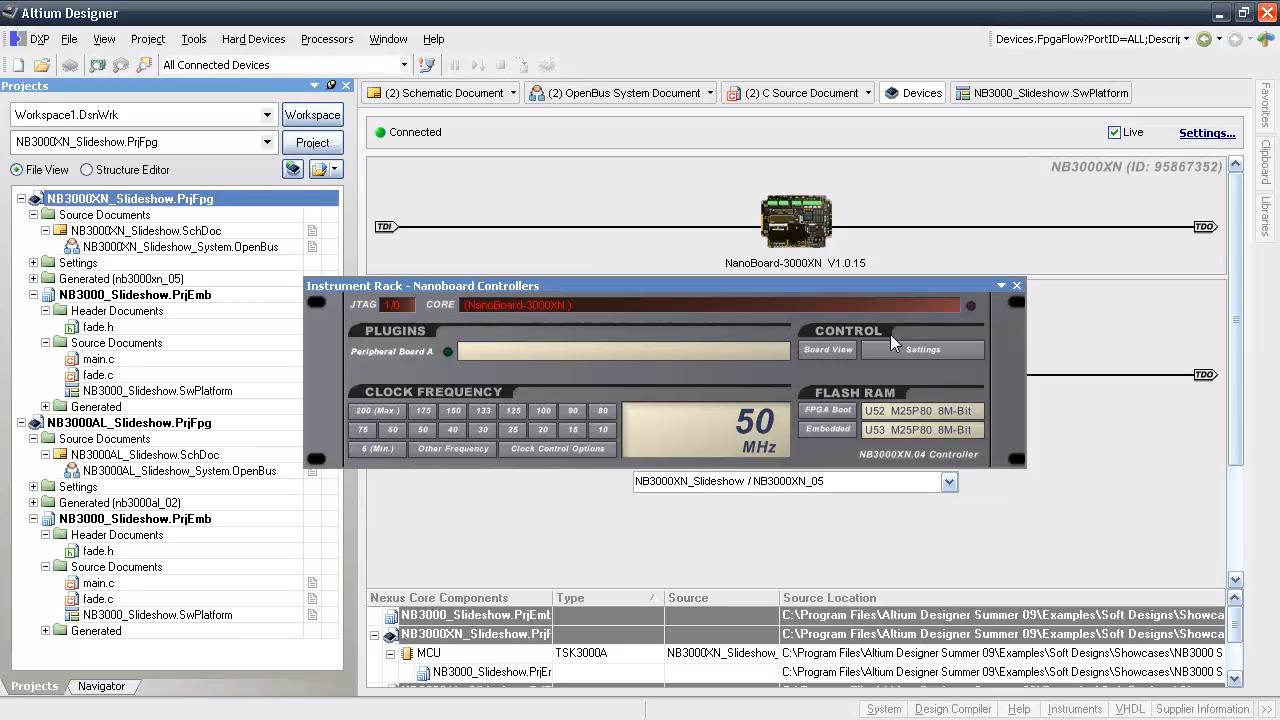 Altium Designer
DXP File View Project Tools Hard Devices Processors Window Help
Devices.FpgaFlow?PortID=ALL;Descrip
All Connected Devices
Projects
(2) Schematic Document (2) OpenBus System Document (2) C Source Document Devices NB3000_Slideshow.SwPlatform
Workspace1.DsnWrk Workspace
NB3000XN_Slideshow.PrjFpg Project
File View Structure Editor
Connected Live Settings...
NB3000XN (ID: 95867352)
TDI TDO
NanoBoard-3000XN V1.0.15
NB3000XN_Slideshow.PrjFpg
Source Documents
NB3000XN_Slideshow.SchDoc
NB3000XN_Slideshow_System.OpenBus
Settings
Generated (nb3000xn_05)
NB3000_Slideshow.PrjEmb
Header Documents
fade.h
Source Documents
main.c
fade.c
NB3000_Slideshow.SwPlatform
Generated
NB3000AL_Slideshow.PrjFpg
Source Documents
NB3000AL_Slideshow.SchDoc
NB3000AL_Slideshow_System.OpenBus
Settings
Generated (nb3000al_02)
NB3000_Slideshow.PrjEmb
Header Documents
fade.h
Source Documents
main.c
fade.c
NB3000_Slideshow.SwPlatform
Generated
Projects Navigator
Instrument Rack - Nanoboard Controllers
JTAG 1/0 CORE (NanoBoard-3000XN )
PLUGINS CONTROL
Peripheral Board A Board View Settings
CLOCK FREQUENCY FLASH RAM
200 (Max.) 175 150 133 125 100 90 80
75 60 50 40 30 25 20 15 10
6 (Min.) Other Frequency Clock Control Options
50
MHz
FPGA Boot U52 M25P80 8M-Bit
Embedded U53 M25P80 8M-Bit
NB3000XN.04 Controller
TDO
NB3000XN_Slideshow / NB3000XN_05
Nexus Core Components Type Source Source Location
NB3000_Slideshow.PrjEmb C:\Program Files\Altium Designer Summer 09\Examples\Soft Designs\Showca
NB3000XN_Slideshow.PrjF C:\Program Files\Altium Designer Summer 09\Examples\Soft Designs\Showca
MCU TSK3000A NB3000XN_Slideshow_ C:\Program Files\Altium Designer Summer 09\Examples\Soft Designs\Showcases\NB3000 S
NB3000_Slideshow.PrjEr C:\Program Files\Altium Designer Summer 09\Examples\Soft Designs\Showcases\NB3000 S
Favorites
Clipboard
Libraries
System Design Compiler Help Instruments VHDL Supplier Information >>